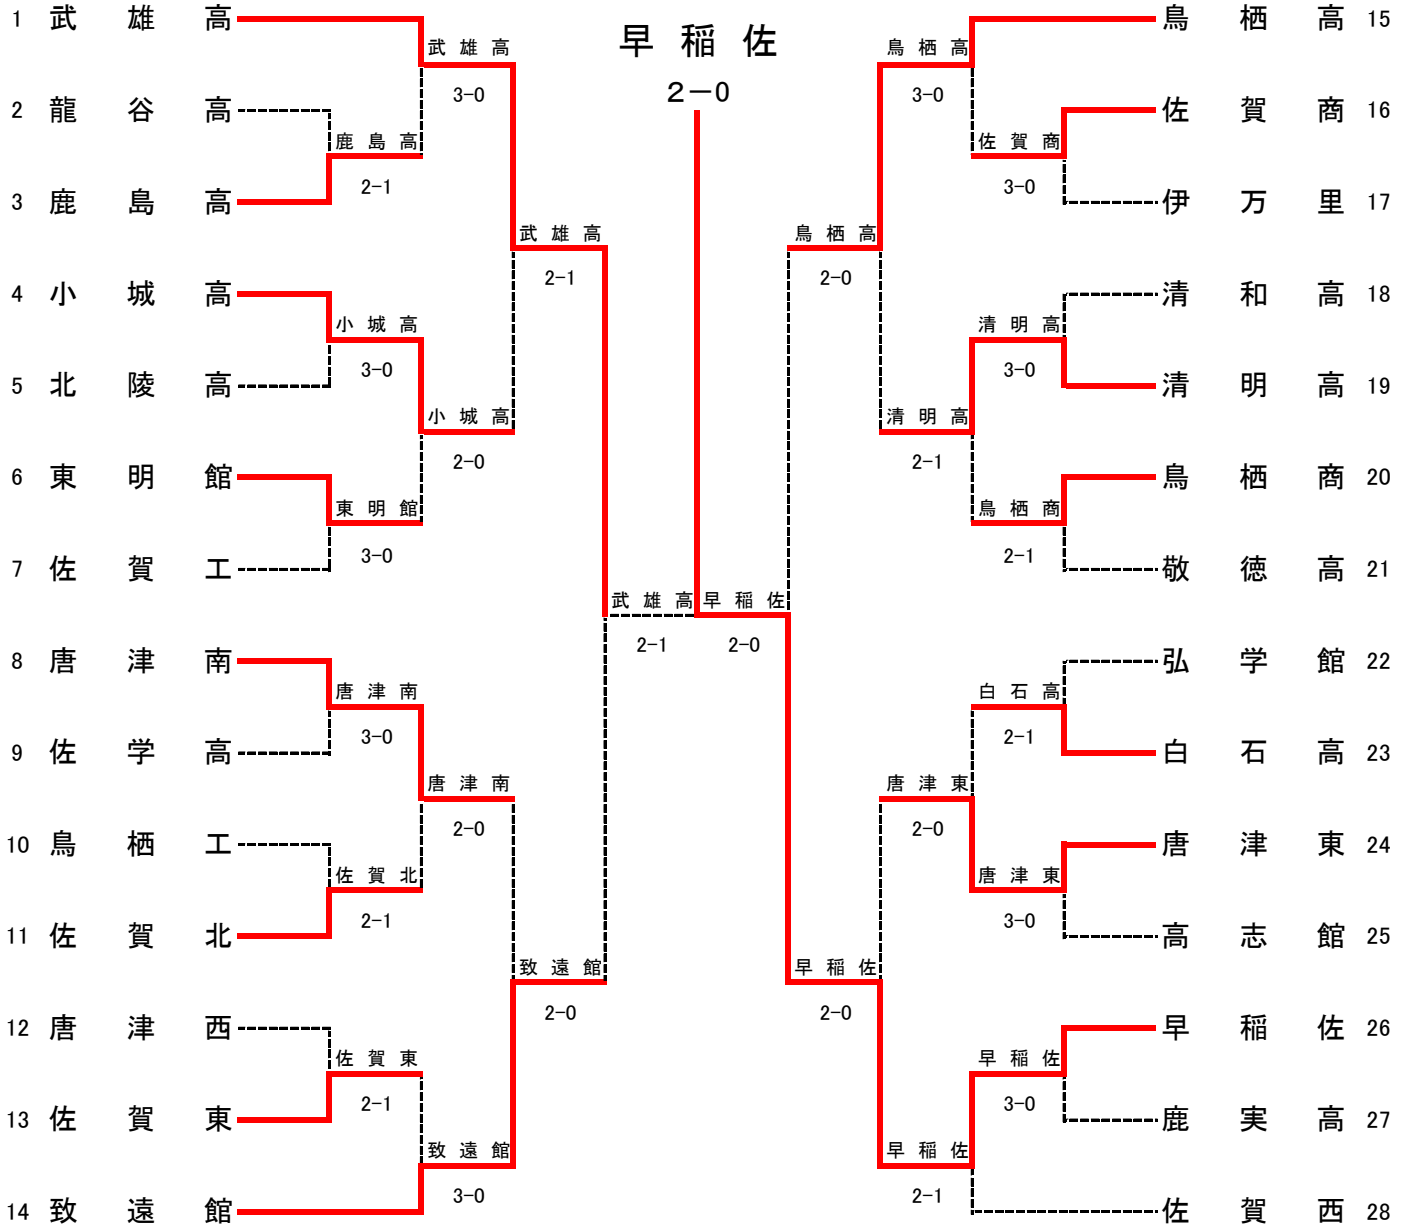 早稲佐
2－0
1 武雄高
2 龍谷高
3 鹿島高
4 小城高
5 北陵高
6 東明館
7 佐賀工
8 唐津南
9 佐学高
10 鳥栖工
11 佐賀北
12 唐津西
13 佐賀東
14 致遠館
鹿島高
2-1
小城高
3-0
東明館
3-0
唐津南
3-0
佐賀北
2-1
佐賀東
2-1
武雄高
3-0
小城高
2-0
唐津南
2-0
致遠館
3-0
武雄高
2-1
致遠館
2-0
武雄高
2-1
早稲佐
2-0
鳥栖高
2-0
早稲佐
2-0
鳥栖高
3-0
清明高
2-1
唐津東
2-0
早稲佐
2-1
佐賀商
3-0
清明高
3-0
鳥栖商
2-1
白石高
2-1
唐津東
3-0
早稲佐
3-0
鳥栖高 15
佐賀商 16
伊万里 17
清和高 18
清明高 19
鳥栖商 20
敬徳高 21
弘学館 22
白石高 23
唐津東 24
高志館 25
早稲佐 26
鹿実高 27
佐賀西 28